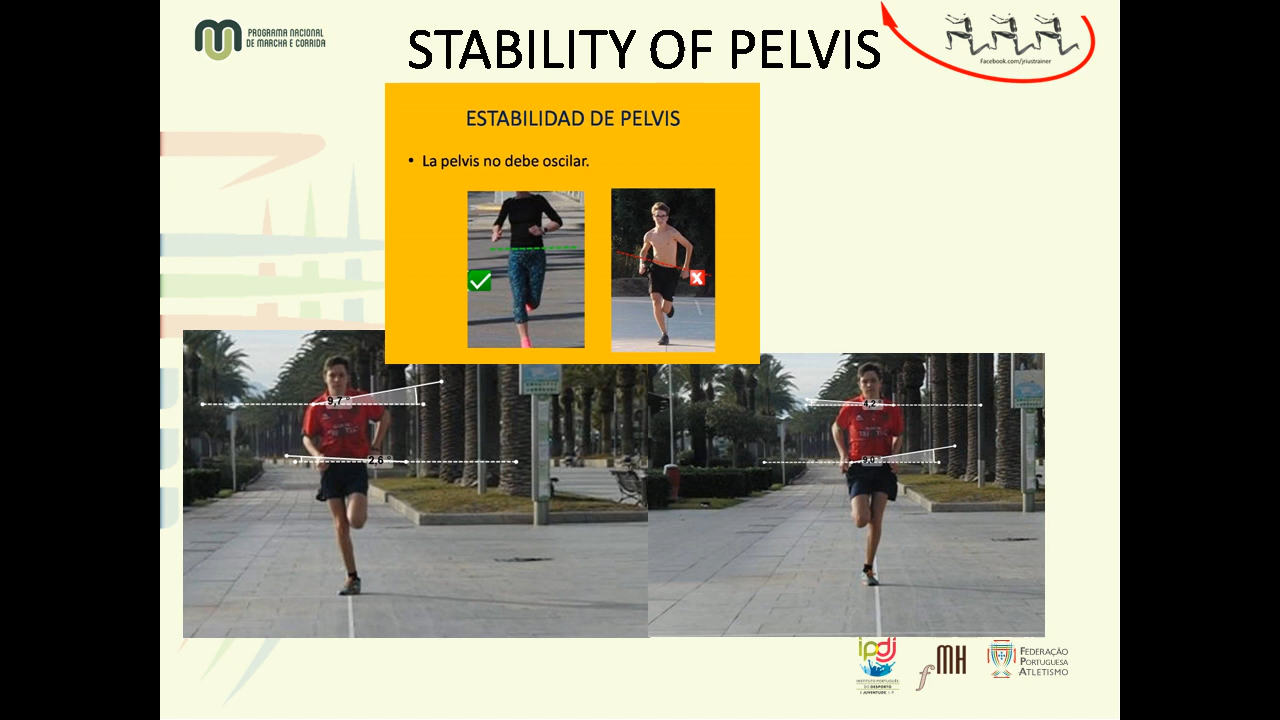 PROGRAMA NACIONAL
DE MARCHA E CORRIDA
STABILITY OF PELVIS
Facebook.com/jriustrainer
ESTABILIDAD DE PELVIS
• La pelvis no debe oscilar.
9,7 °
2,6 °
4,2 °
9,0 °
ipdj
INSTITUTO PORTUGUÊS
DO DESPORTO
E JUVENTUDE I. P.
fMH
FEDERAÇÃO
PORTUGUESA
ATLETISMO